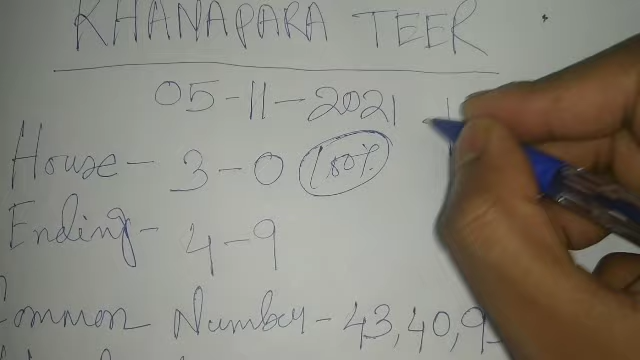 KHANAPARA TEER
05-11-2021
House - 3-0 100%
Ending - 4-9
Common Number - 43, 40, 9